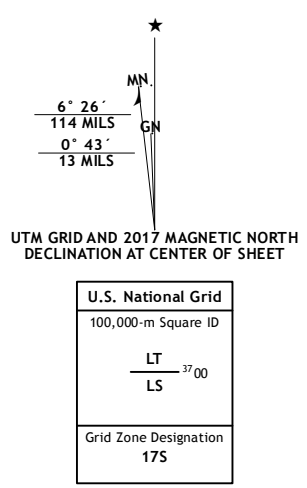 ★
MN
6° 26´
114 MILS
GN
0° 43´
13 MILS
UTM GRID AND 2017 MAGNETIC NORTH
DECLINATION AT CENTER OF SHEET
U.S. National Grid
100,000-m Square ID
LT
3700
LS
Grid Zone Designation
17S